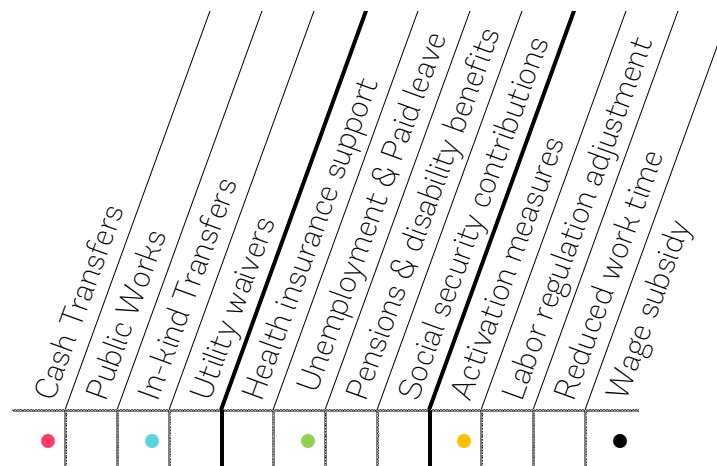 Cash Transfers
Public Works
In-kind Transfers
Utility waivers
Health insurance support
Unemployment & Paid leave
Pensions & disability benefits
Social security contributions
Activation measures
Labor regulation adjustment
Reduced work time
Wage subsidy